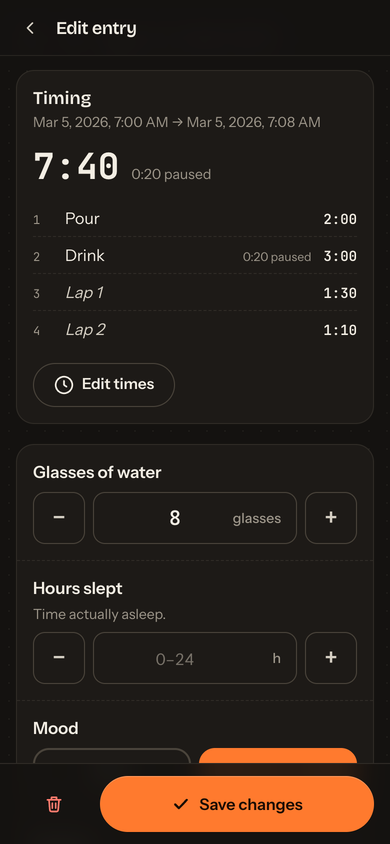 Edit entry
Timing
Mar 5, 2026, 7:00 AM → Mar 5, 2026, 7:08 AM
7:40 0:20 paused
1 Pour 2:00
2 Drink 0:20 paused 3:00
3 Lap 1 1:30
4 Lap 2 1:10
Edit times
Glasses of water
− 8 glasses +
Hours slept
Time actually asleep.
− 0–24 h +
Mood
Save changes